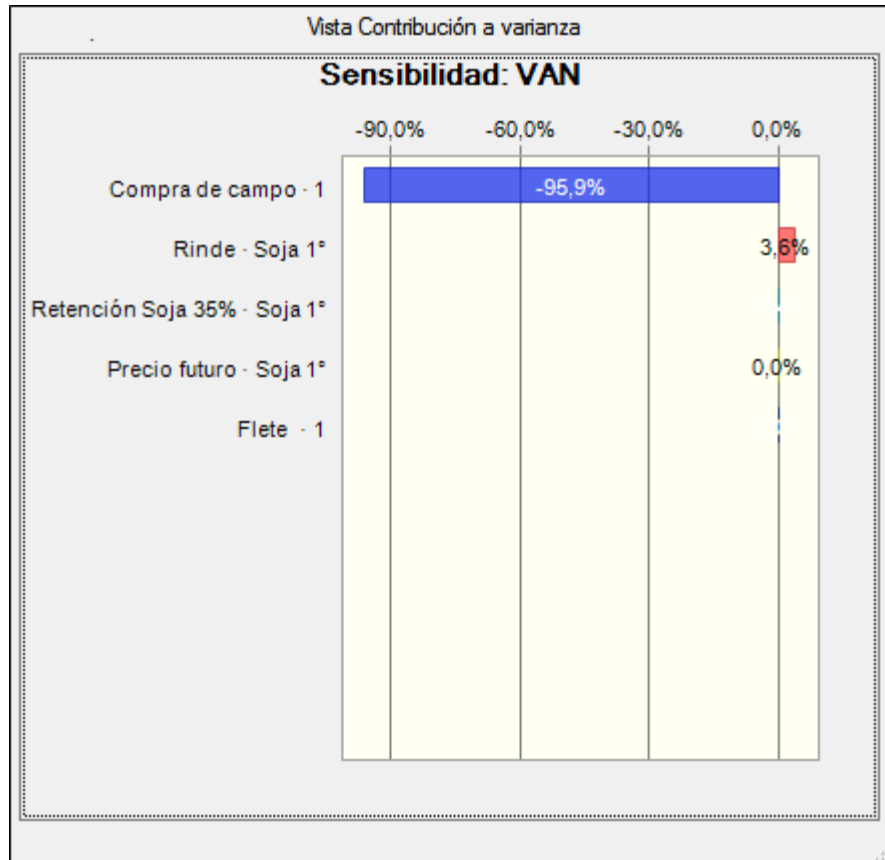 Vista Contribución a varianza
Sensibilidad: VAN
-90,0% -60,0% -30,0% 0,0%
Compra de campo - 1 -95,9%
Rinde - Soja 1° 3,6%
Retención Soja 35% - Soja 1°
Precio futuro - Soja 1° 0,0%
Flete - 1